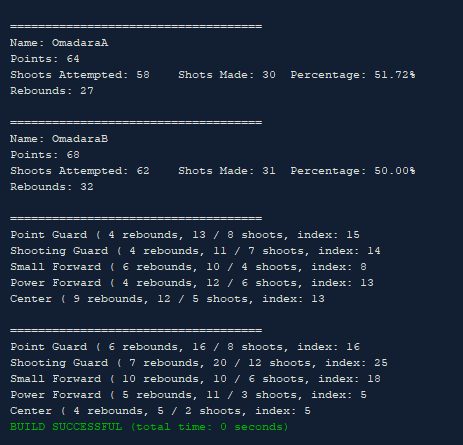 ====================================
Name: OmadaraA
Points: 64
Shoots Attempted: 58    Shots Made: 30  Percentage: 51.72%
Rebounds: 27
====================================
Name: OmadaraB
Points: 68
Shoots Attempted: 62    Shots Made: 31  Percentage: 50.00%
Rebounds: 32
====================================
Point Guard ( 4 rebounds, 13 / 8 shoots, index: 15
Shooting Guard ( 4 rebounds, 11 / 7 shoots, index: 14
Small Forward ( 6 rebounds, 10 / 4 shoots, index: 8
Power Forward ( 4 rebounds, 12 / 6 shoots, index: 13
Center ( 9 rebounds, 12 / 5 shoots, index: 13
====================================
Point Guard ( 6 rebounds, 16 / 8 shoots, index: 16
Shooting Guard ( 7 rebounds, 20 / 12 shoots, index: 25
Small Forward ( 10 rebounds, 10 / 6 shoots, index: 18
Power Forward ( 5 rebounds, 11 / 3 shoots, index: 5
Center ( 4 rebounds, 5 / 2 shoots, index: 5
BUILD SUCCESSFUL (total time: 0 seconds)